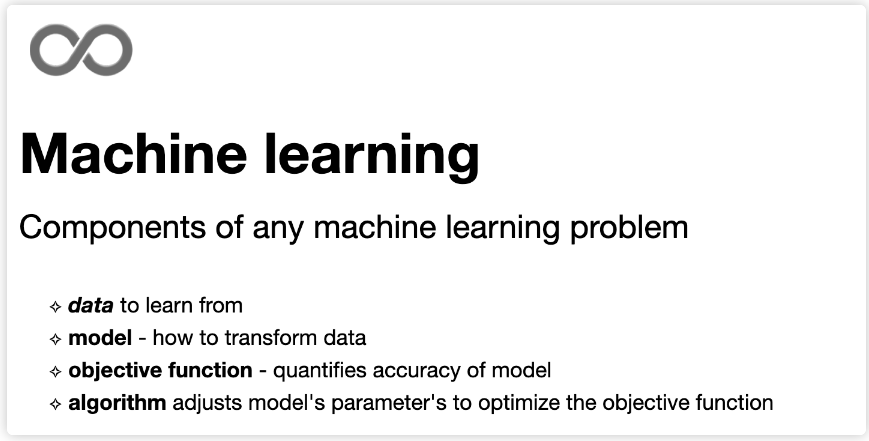 Machine learning
Components of any machine learning problem
✧ data to learn from
✧ model - how to transform data
✧ objective function - quantifies accuracy of model
✧ algorithm adjusts model's parameter's to optimize the objective function